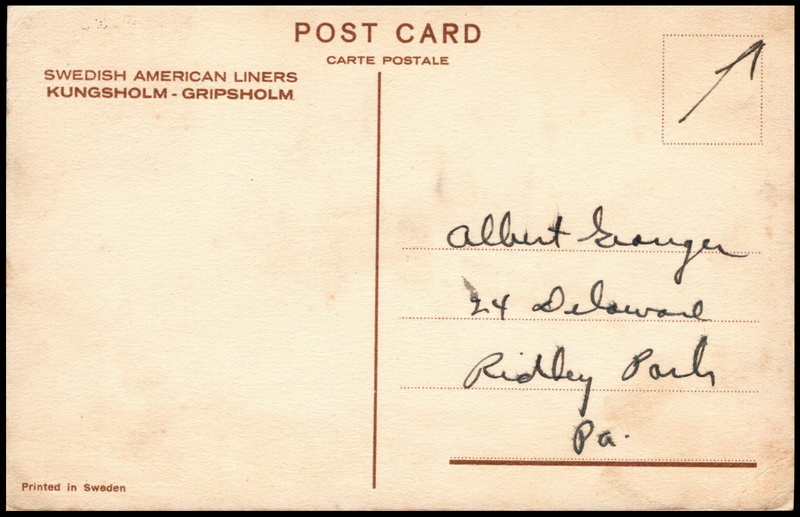 POST CARD
CARTE POSTALE
SWEDISH AMERICAN LINERS
KUNGSHOLM - GRIPSHOLM
Albert Granger
24 Delaware
Ridley Park
Pa.
Printed in Sweden